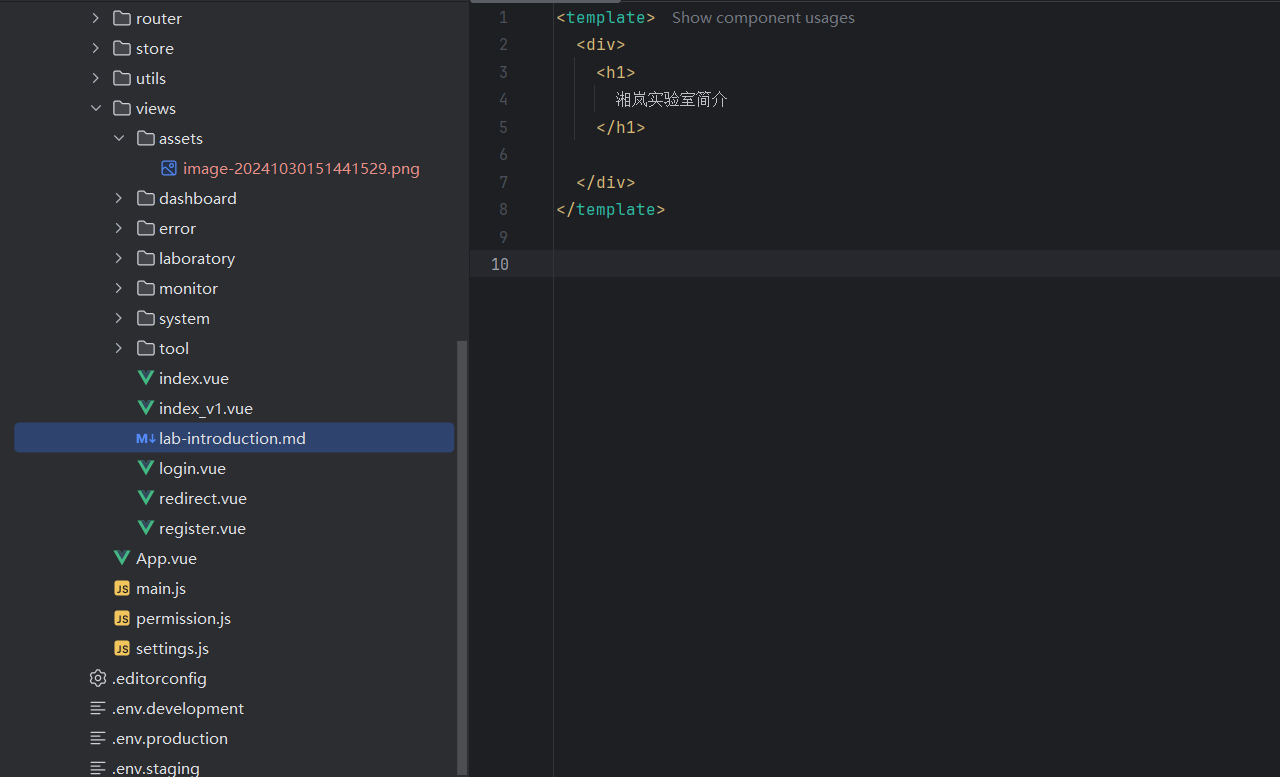 router
store
utils
views
assets
image-20241030151441529.png
dashboard
error
laboratory
monitor
system
tool
index.vue
index_v1.vue
M↓ lab-introduction.md
login.vue
redirect.vue
register.vue
App.vue
JS main.js
JS permission.js
JS settings.js
.editorconfig
.env.development
.env.production
.env.staging
1 <template> Show component usages
2 <div>
3 <h1>
4 湘岚实验室简介
5 </h1>
6
7 </div>
8 </template>
9
10